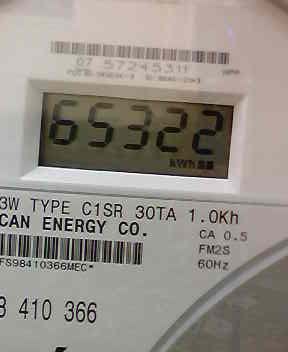 07 57245311
65322
kWh
3W TYPE C1SR 30TA 1.0Kh
CAN ENERGY CO.
CA 0.5
FM2S
60Hz
FS98410366MEC*
8 410 366